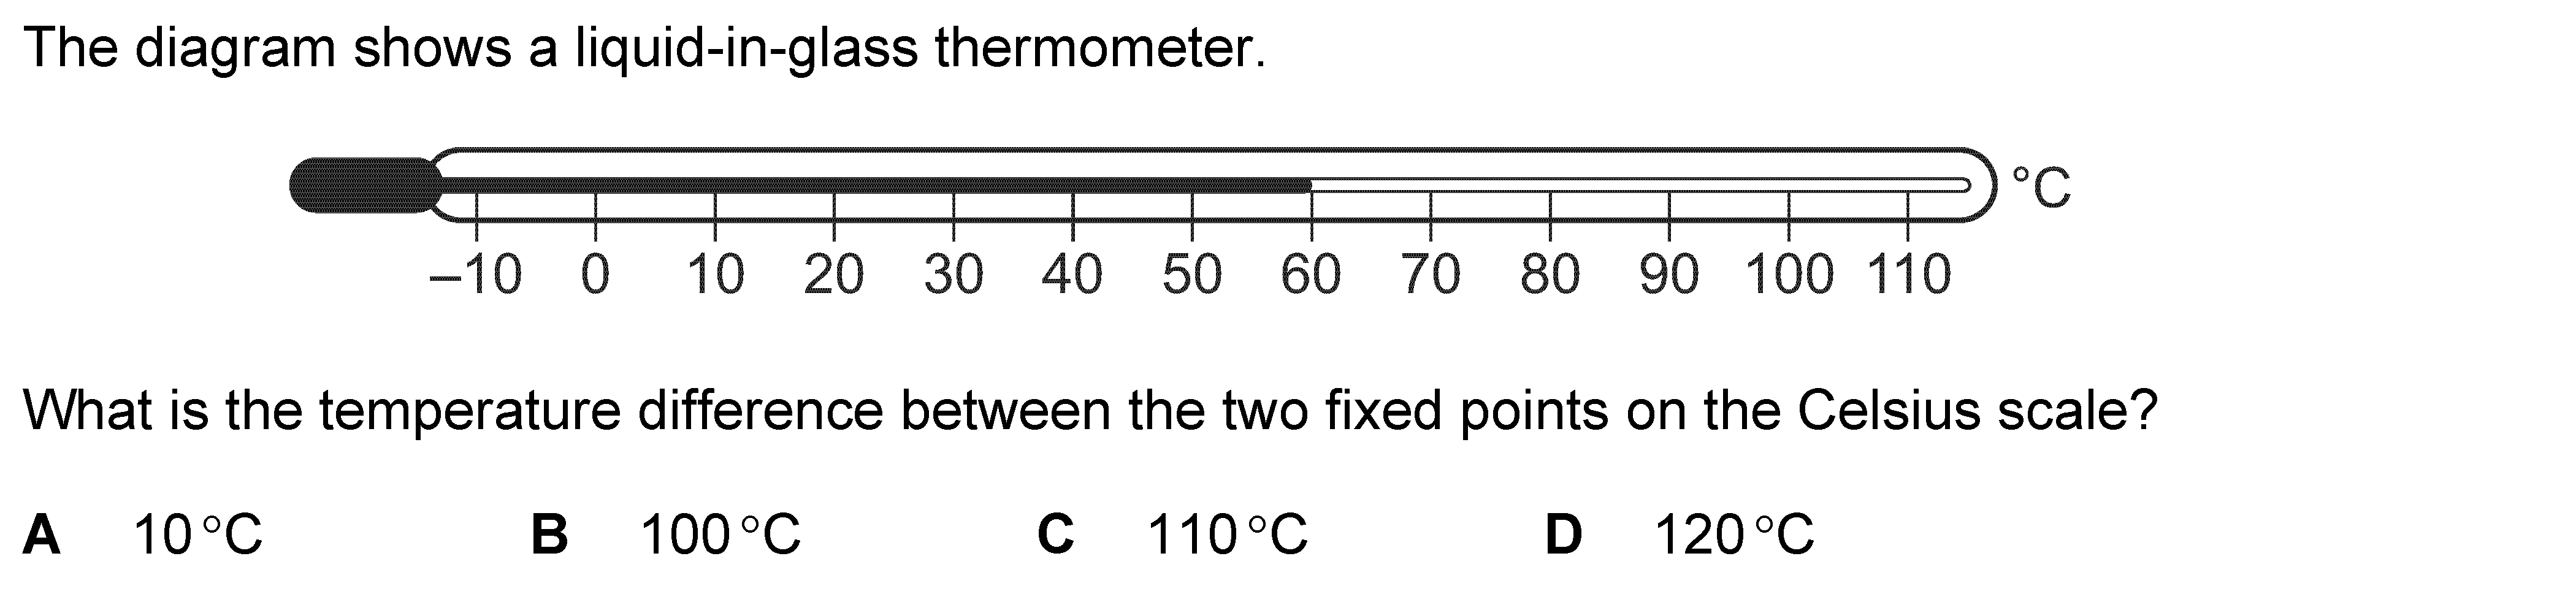 The diagram shows a liquid-in-glass thermometer.
°C
–10 0 10 20 30 40 50 60 70 80 90 100 110
What is the temperature difference between the two fixed points on the Celsius scale?
A 10 °C B 100 °C C 110 °C D 120 °C